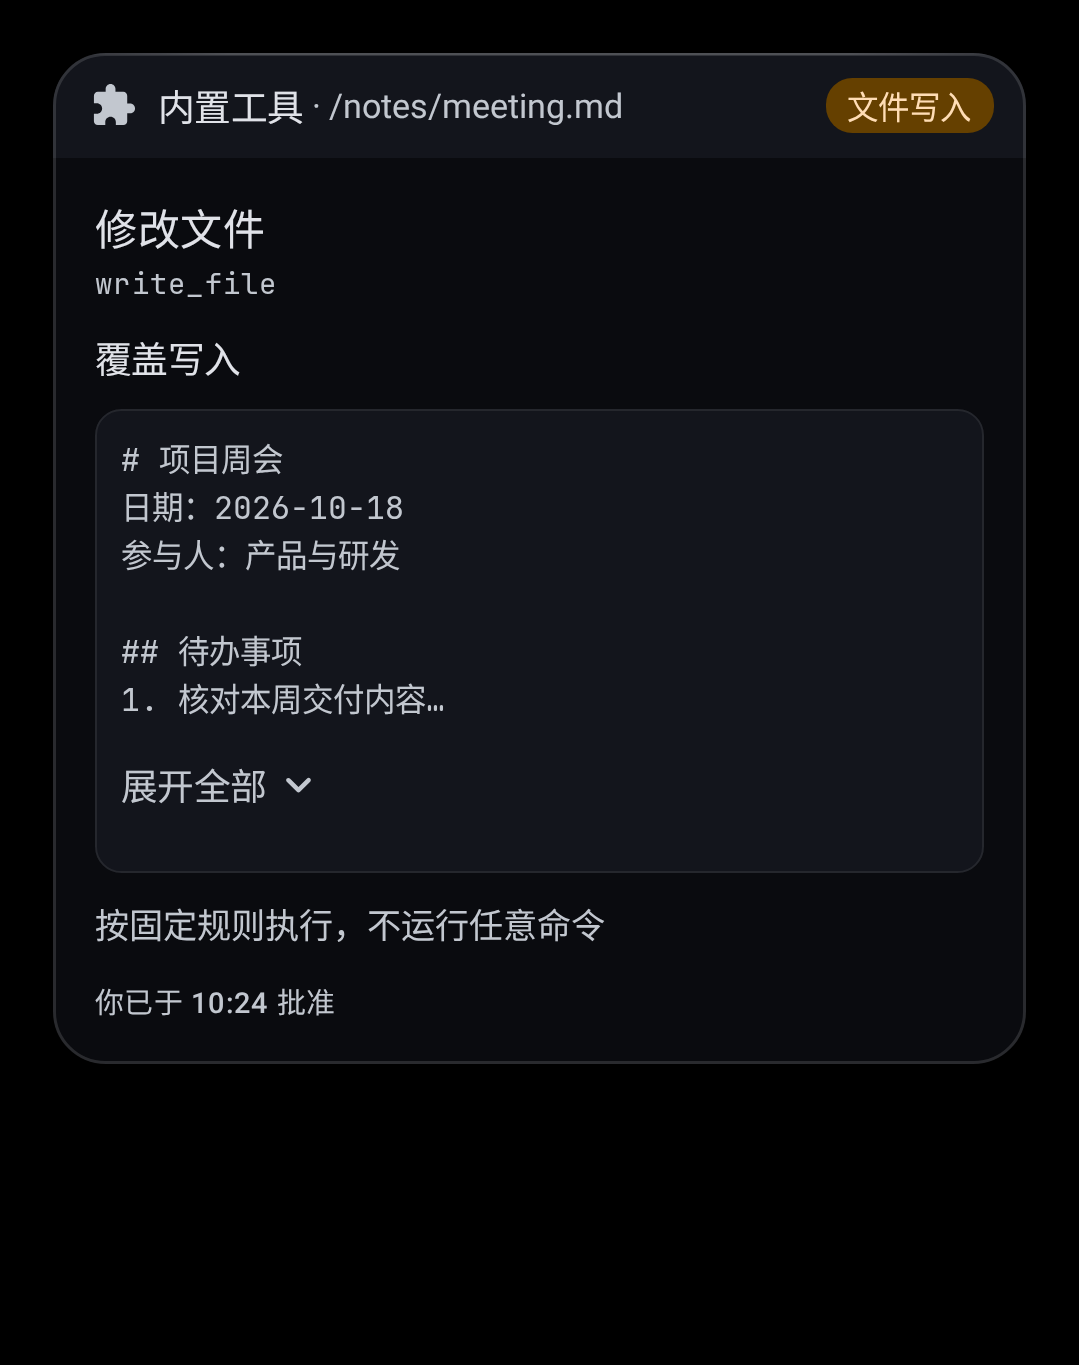 内置工具 · /notes/meeting.md
文件写入
修改文件
write_file
覆盖写入
# 项目周会
日期：2026-10-18
参与人：产品与研发
## 待办事项
1. 核对本周交付内容…
展开全部
按固定规则执行，不运行任意命令
你已于 10:24 批准